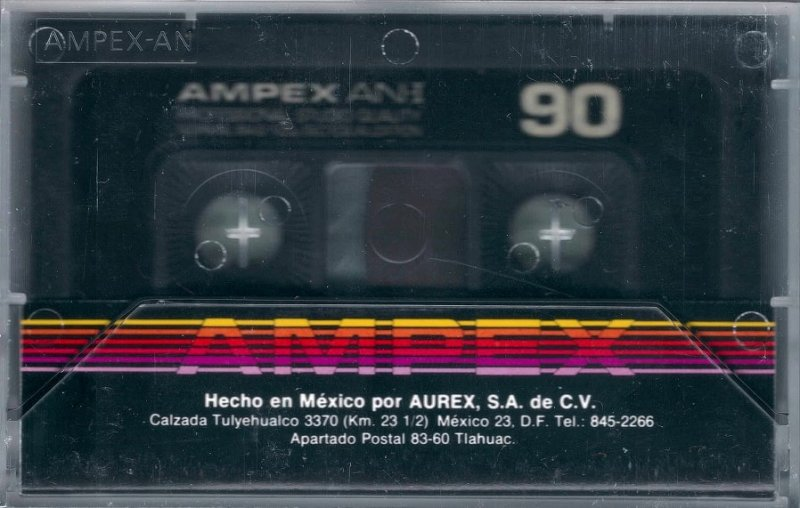 AMPEX-AN
AMPEX AN-I
90
AMPEX
Hecho en México por AUREX, S.A. de C.V.
Calzada Tulyehualco 3370 (Km. 23 1/2) México 23, D.F. Tel.: 845-2266
Apartado Postal 83-60 Tlahuac.